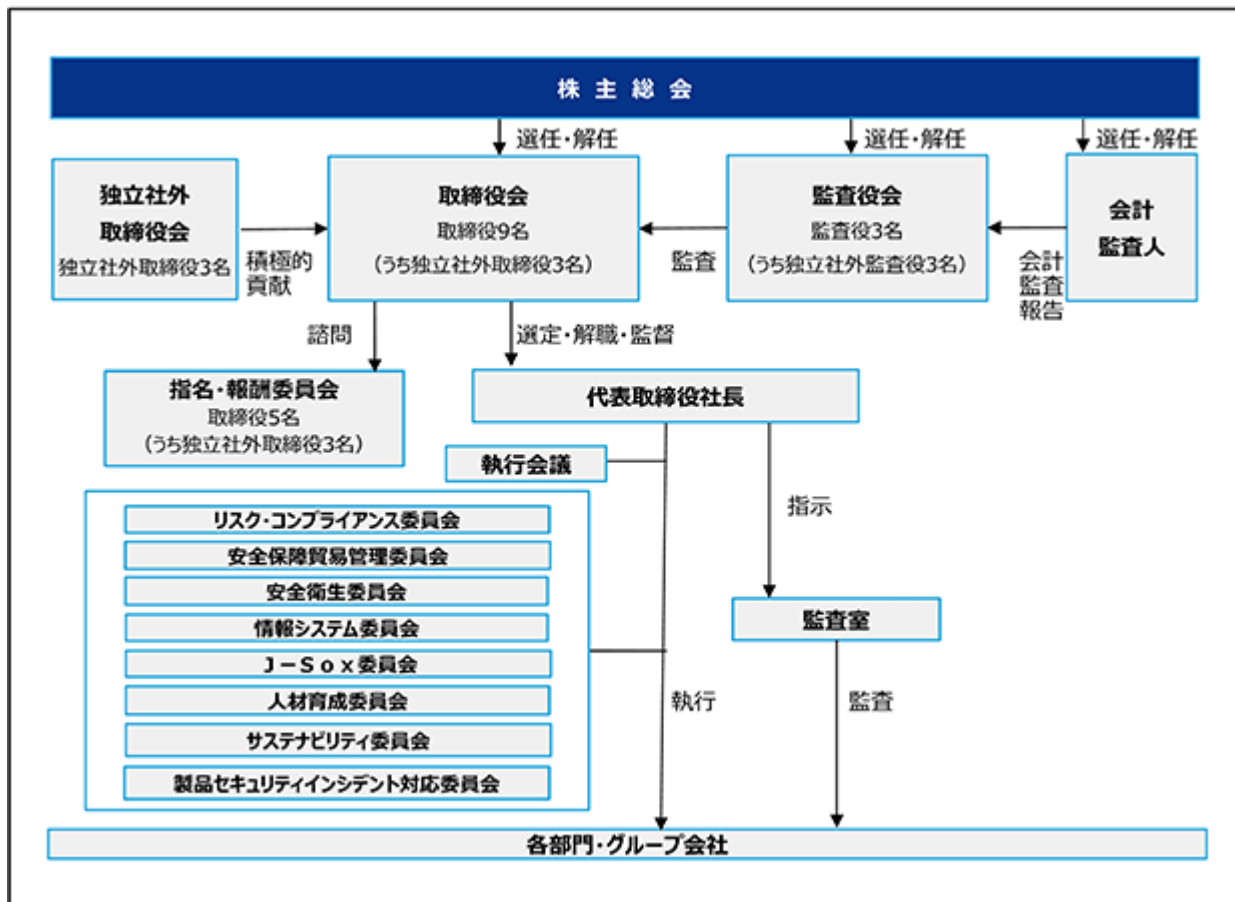 株主総会
選任・解任
選任・解任
選任・解任
独立社外
取締役会
独立社外取締役3名
積極的
貢献
取締役会
取締役9名
(うち独立社外取締役3名)
監査
監査役会
監査役3名
(うち独立社外監査役3名)
会計
監査
報告
会計
監査人
諮問
選定・解職・監督
指名・報酬委員会
取締役5名
(うち独立社外取締役3名)
代表取締役社長
執行会議
指示
リスク・コンプライアンス委員会
安全保障貿易管理委員会
安全衛生委員会
情報システム委員会
J-Sox委員会
人材育成委員会
サステナビリティ委員会
製品セキュリティインシデント対応委員会
監査室
執行
監査
各部門・グループ会社